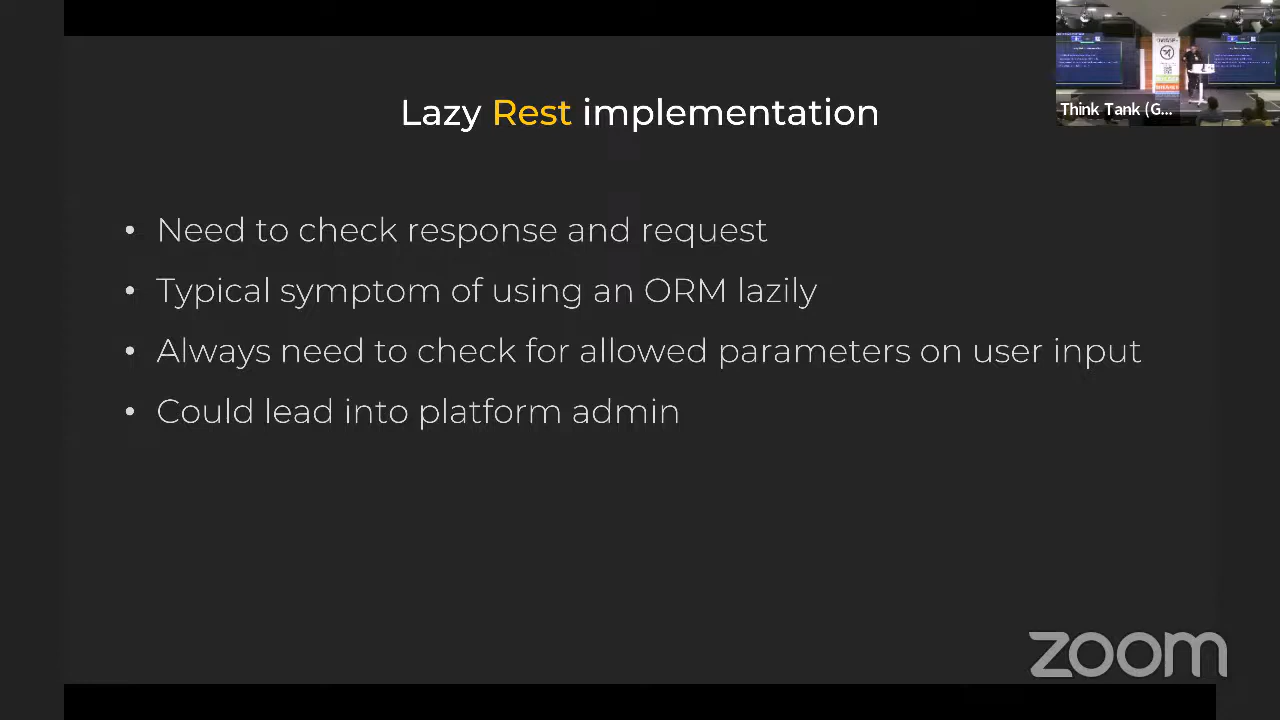 Lazy Rest implementation
Think Tank (G...
• Need to check response and request
• Typical symptom of using an ORM lazily
• Always need to check for allowed parameters on user input
• Could lead into platform admin
zoom